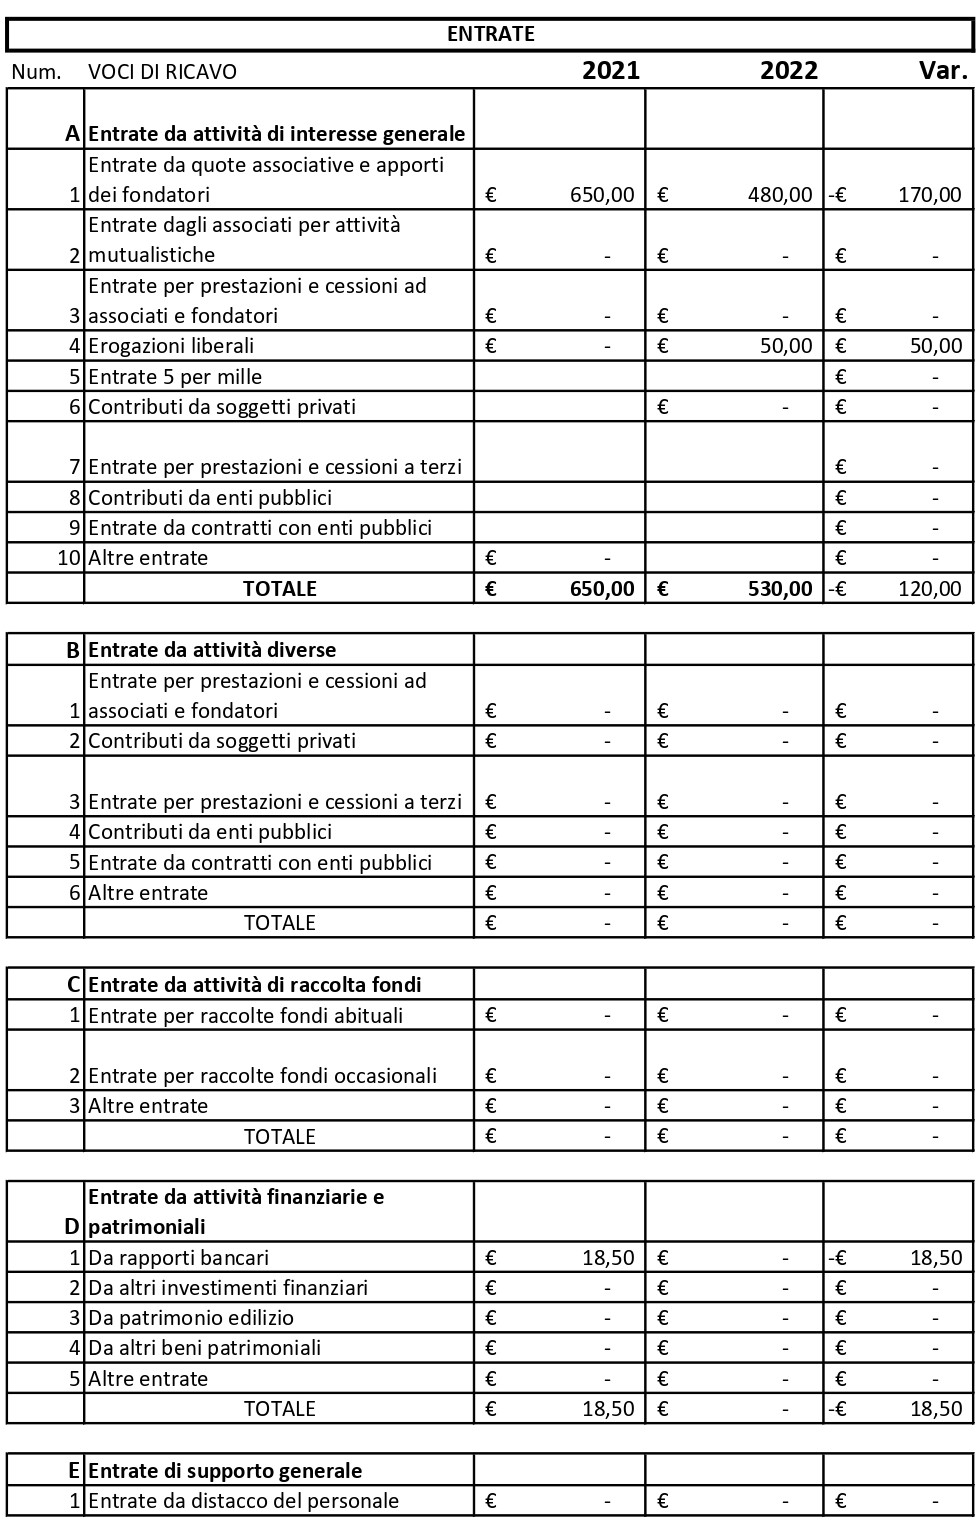 ENTRATE
Num. VOCI DI RICAVO 2021 2022 Var.
A Entrate da attività di interesse generale
Entrate da quote associative e apporti
1 dei fondatori € 650,00 € 480,00 -€ 170,00
Entrate dagli associati per attività
2 mutualistiche € - € - € -
Entrate per prestazioni e cessioni ad
3 associati e fondatori € - € - € -
4 Erogazioni liberali € - € 50,00 € 50,00
5 Entrate 5 per mille € -
6 Contributi da soggetti privati € - € -
7 Entrate per prestazioni e cessioni a terzi € -
8 Contributi da enti pubblici € -
9 Entrate da contratti con enti pubblici € -
10 Altre entrate € - € -
TOTALE € 650,00 € 530,00 -€ 120,00
B Entrate da attività diverse
Entrate per prestazioni e cessioni ad
1 associati e fondatori € - € - € -
2 Contributi da soggetti privati € - € - € -
3 Entrate per prestazioni e cessioni a terzi € - € - € -
4 Contributi da enti pubblici € - € - € -
5 Entrate da contratti con enti pubblici € - € - € -
6 Altre entrate € - € - € -
TOTALE € - € - € -
C Entrate da attività di raccolta fondi
1 Entrate per raccolte fondi abituali € - € - € -
2 Entrate per raccolte fondi occasionali € - € - € -
3 Altre entrate € - € - € -
TOTALE € - € - € -
Entrate da attività finanziarie e
D patrimoniali
1 Da rapporti bancari € 18,50 € - -€ 18,50
2 Da altri investimenti finanziari € - € - € -
3 Da patrimonio edilizio € - € - € -
4 Da altri beni patrimoniali € - € - € -
5 Altre entrate € - € - € -
TOTALE € 18,50 € - -€ 18,50
E Entrate di supporto generale
1 Entrate da distacco del personale € - € - € -